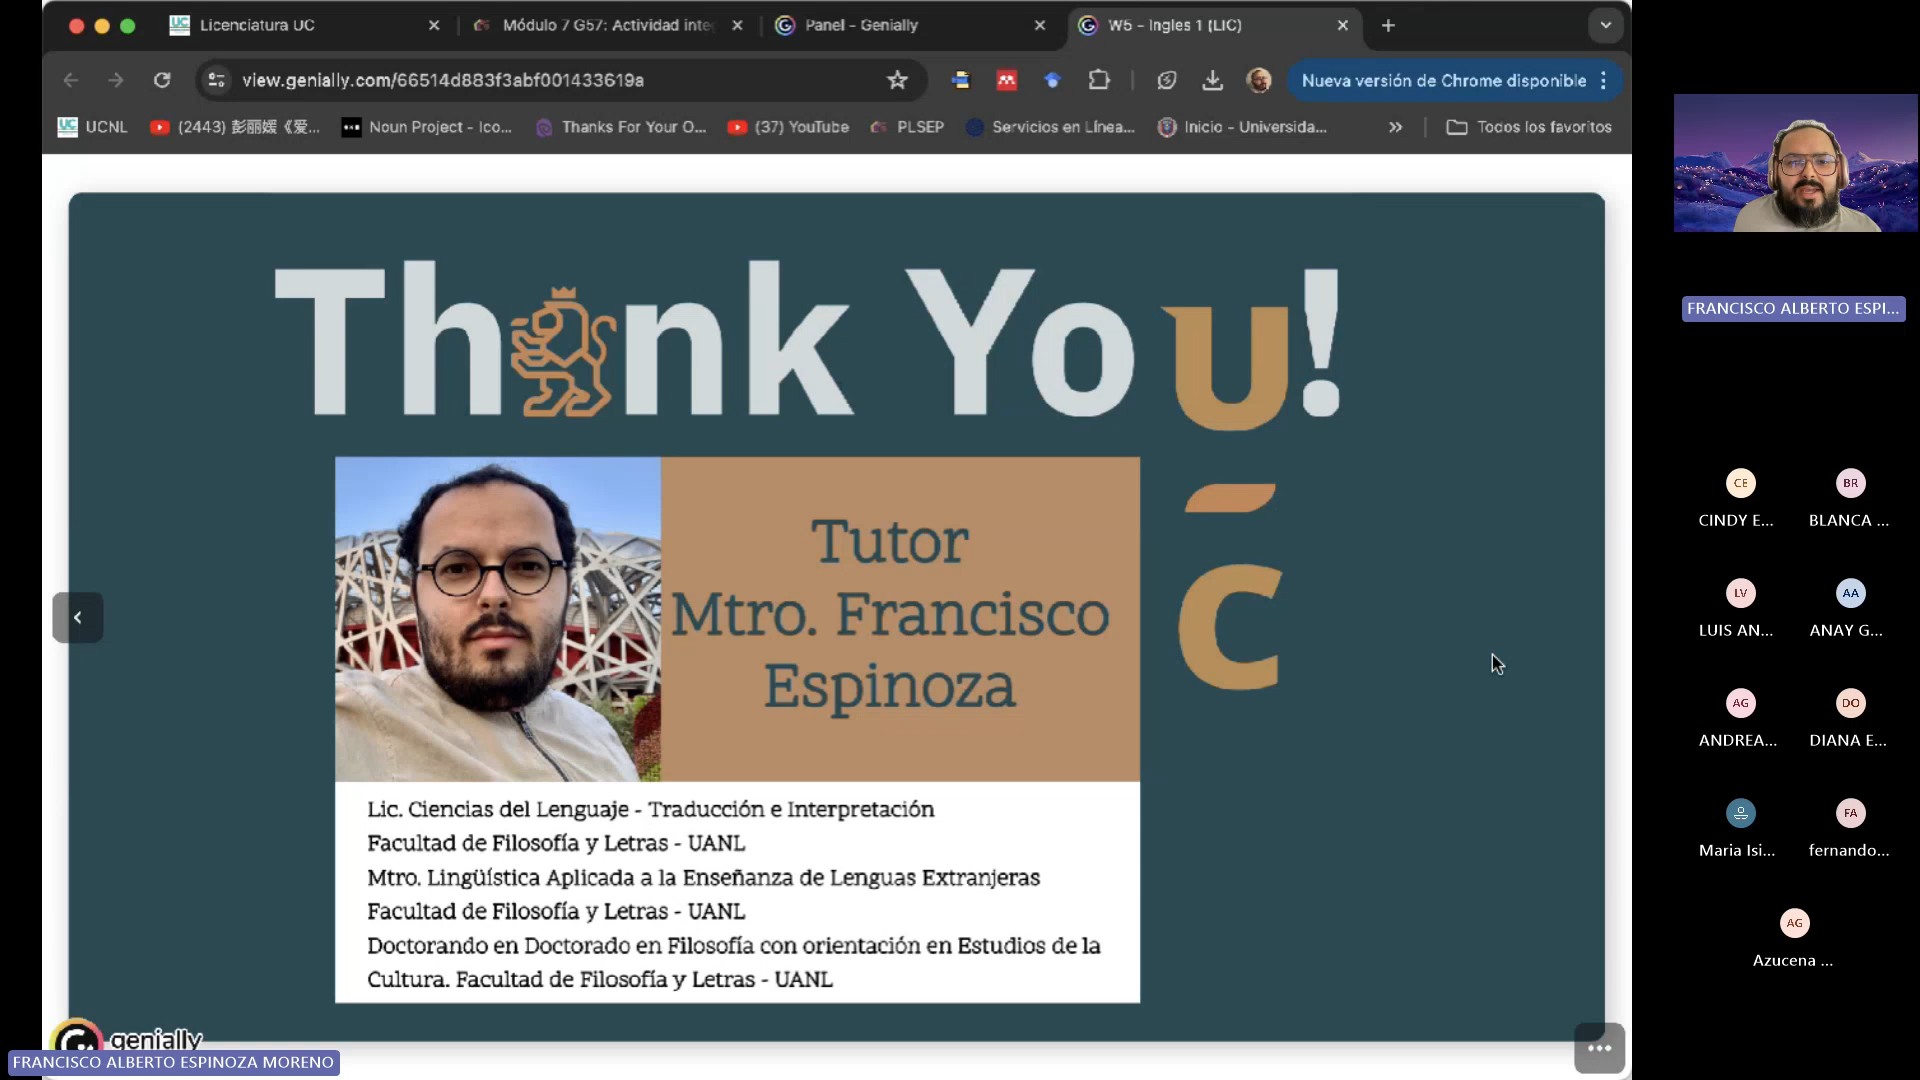 Licenciatura UC
Módulo 7 G57: Actividad inte
Panel - Genially
W5 - Ingles 1 (LIC)
view.genially.com/66514d883f3abf001433619a
Nueva versión de Chrome disponible
UCNL
(2443) 彭丽媛《爱...
Noun Project - Ico...
Thanks For Your O...
(37) YouTube
PLSEP
Servicios en Línea...
Inicio - Universida...
»
Todos los favoritos
Thank You!
C
Tutor
Mtro. Francisco
Espinoza
Lic. Ciencias del Lenguaje - Traducción e Interpretación
Facultad de Filosofía y Letras - UANL
Mtro. Lingüística Aplicada a la Enseñanza de Lenguas Extranjeras
Facultad de Filosofía y Letras - UANL
Doctorando en Doctorado en Filosofía con orientación en Estudios de la
Cultura. Facultad de Filosofía y Letras - UANL
genially
FRANCISCO ALBERTO ESPINOZA MORENO
FRANCISCO ALBERTO ESPI...
CE
BR
CINDY E...
BLANCA ...
LV
AA
LUIS AN...
ANAY G...
AG
DO
ANDREA...
DIANA E...
FA
Maria Isi...
fernando...
AG
Azucena ...